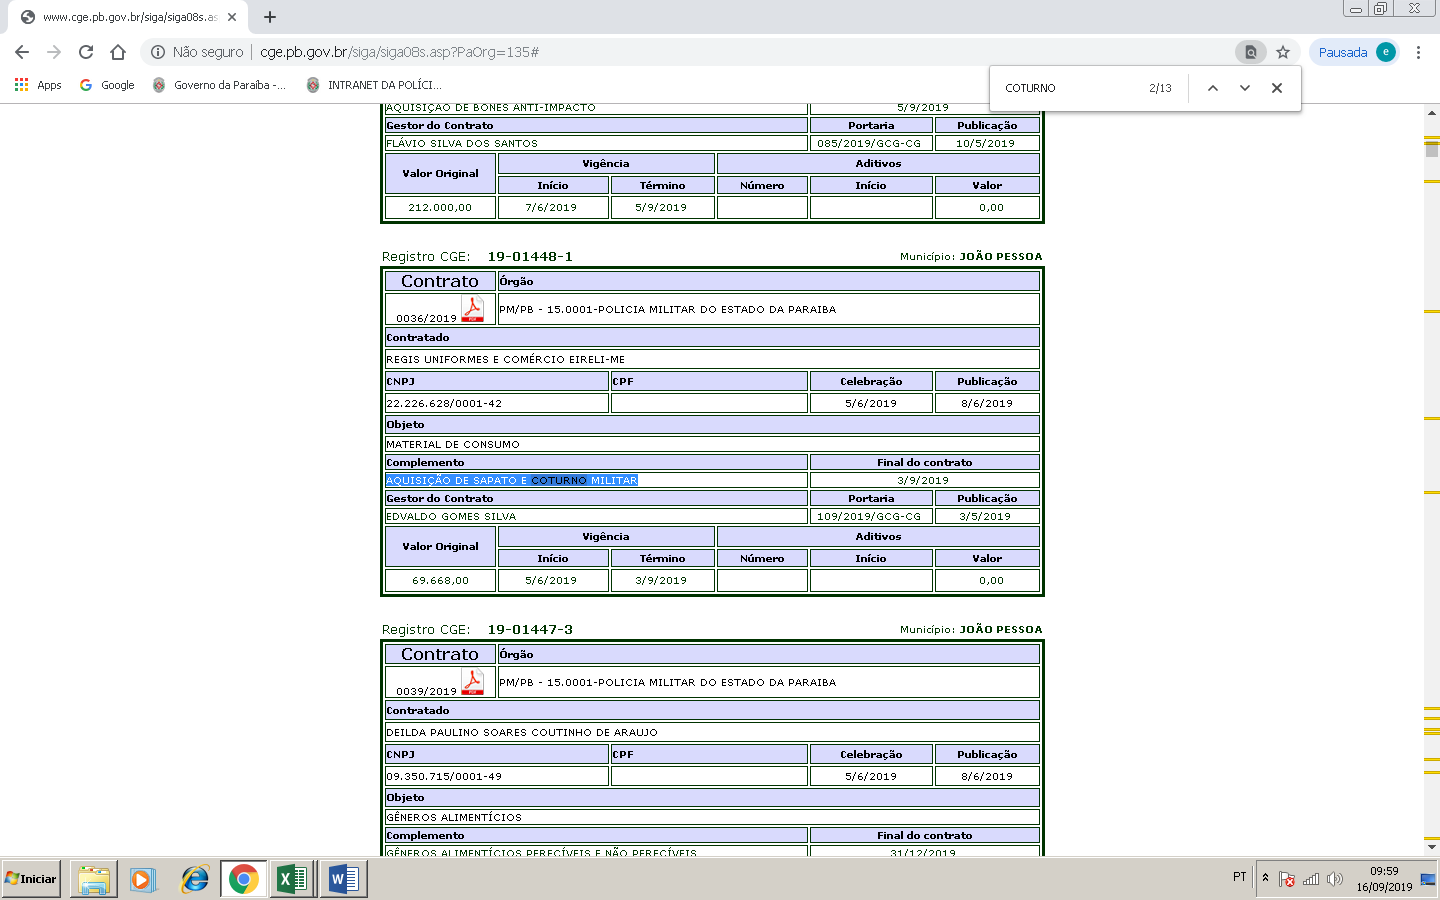 www.cge.pb.gov.br/siga/siga08s.as
Não seguro | cge.pb.gov.br/siga/siga08s.asp?PaOrg=135#
Pausada e
Apps Google Governo da Paraíba -... INTRANET DA POLÍCI...
COTURNO 2/13
AQUISIÇÃO DE BONÉS ANTI-IMPACTO 5/9/2019
Gestor do Contrato Portaria Publicação
FLÁVIO SILVA DOS SANTOS 085/2019/GCG-CG 10/5/2019
Valor Original Vigência Aditivos
Início Término Número Início Valor
212.000,00 7/6/2019 5/9/2019 0,00
Registro CGE: 19-01448-1 Município: JOÃO PESSOA
Contrato Órgão
0036/2019 PM/PB - 15.0001-POLICIA MILITAR DO ESTADO DA PARAIBA
Contratado
REGIS UNIFORMES E COMÉRCIO EIRELI-ME
CNPJ CPF Celebração Publicação
22.226.628/0001-42 5/6/2019 8/6/2019
Objeto
MATERIAL DE CONSUMO
Complemento Final do contrato
AQUISIÇÃO DE SAPATO E COTURNO MILITAR 3/9/2019
Gestor do Contrato Portaria Publicação
EDVALDO GOMES SILVA 109/2019/GCG-CG 3/5/2019
Valor Original Vigência Aditivos
Início Término Número Início Valor
69.668,00 5/6/2019 3/9/2019 0,00
Registro CGE: 19-01447-3 Município: JOÃO PESSOA
Contrato Órgão
0039/2019 PM/PB - 15.0001-POLICIA MILITAR DO ESTADO DA PARAIBA
Contratado
DEILDA PAULINO SOARES COUTINHO DE ARAUJO
CNPJ CPF Celebração Publicação
09.350.715/0001-49 5/6/2019 8/6/2019
Objeto
GÊNEROS ALIMENTÍCIOS
Complemento Final do contrato
GÊNEROS ALIMENTÍCIOS PERECÍVEIS E NÃO PERECÍVEIS 31/12/2019
Iniciar PT 09:59
16/09/2019